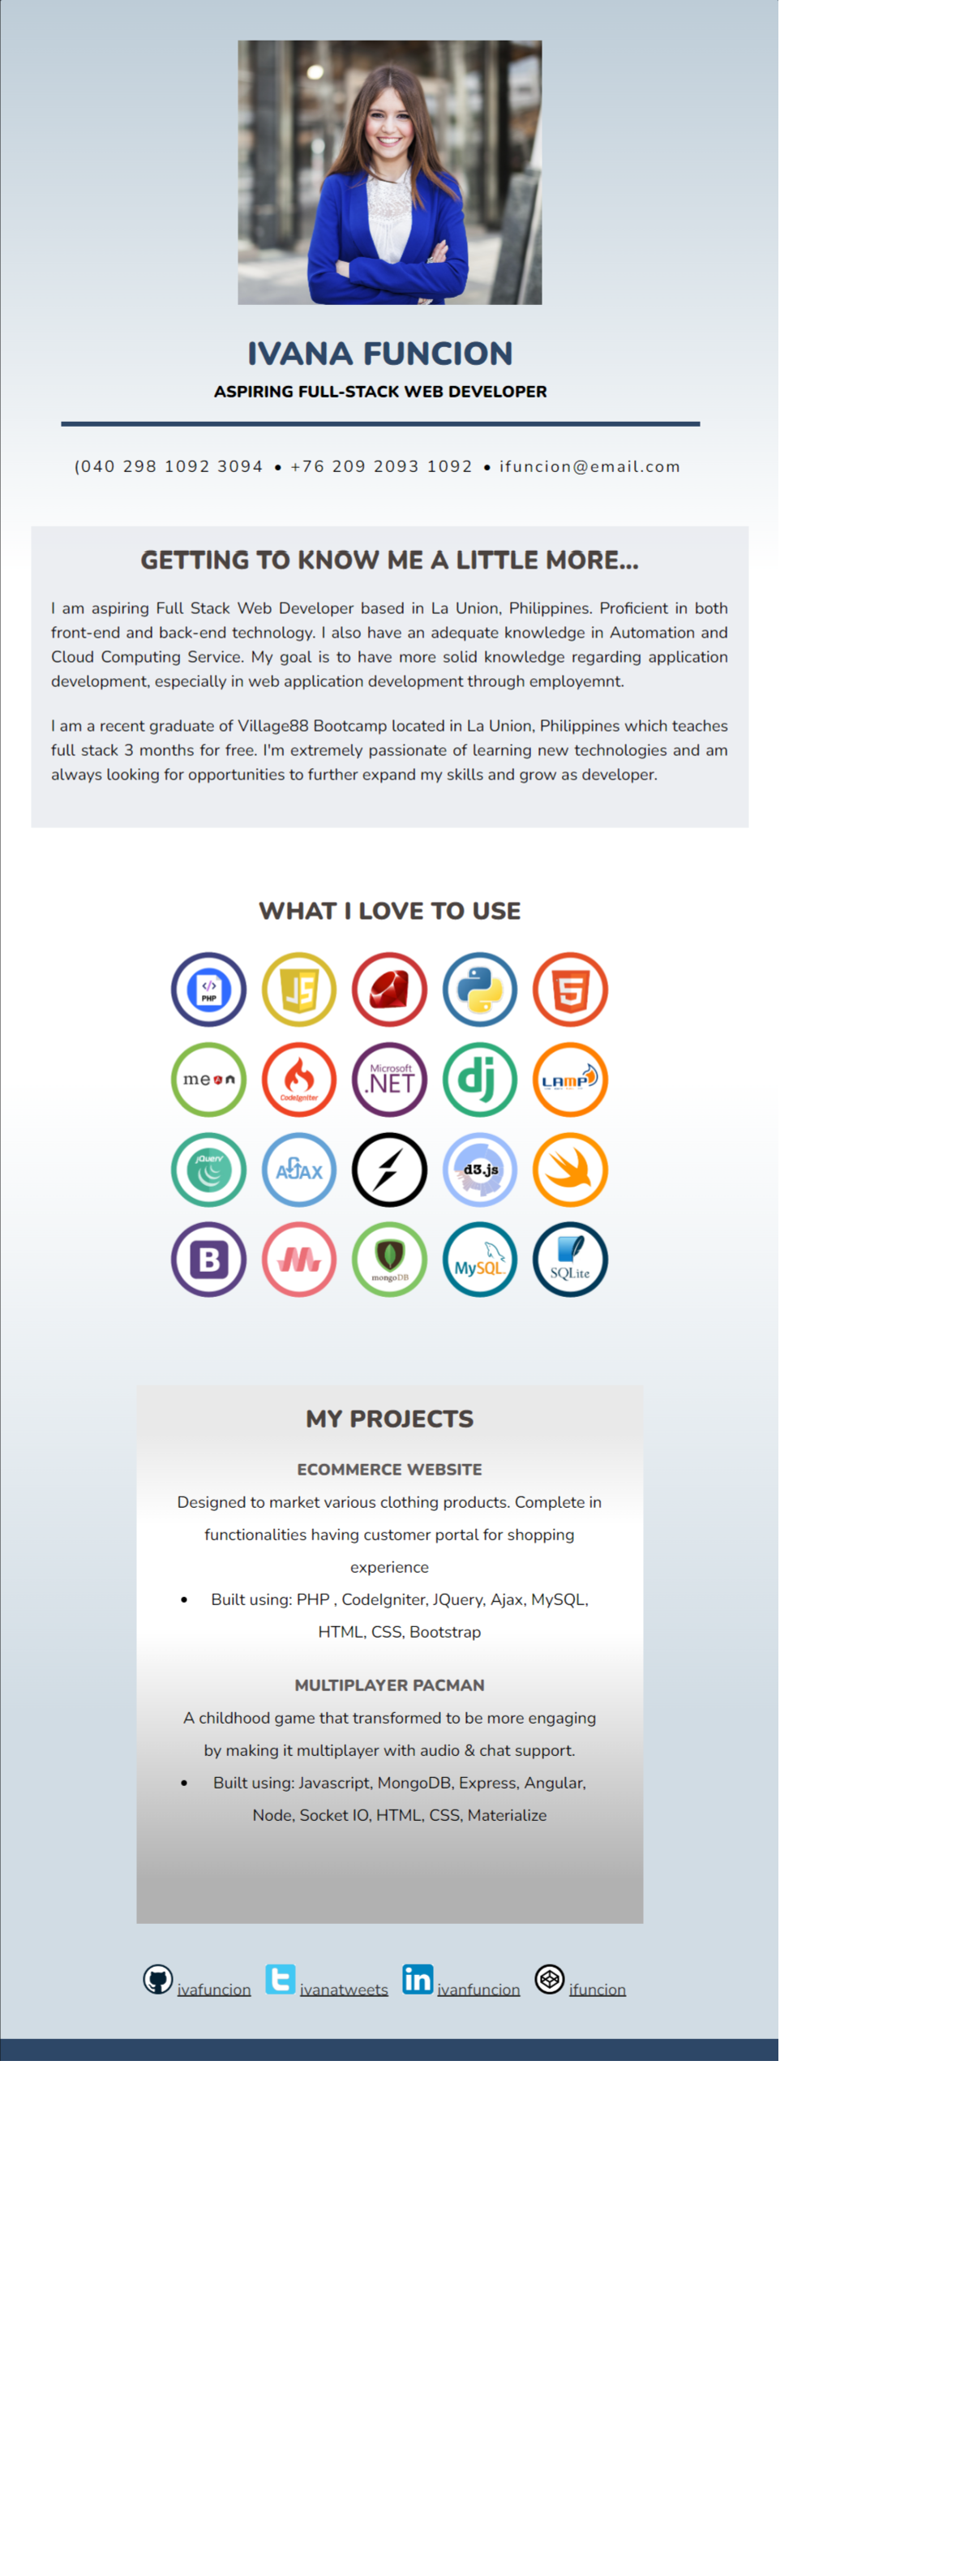 IVANA FUNCION
ASPIRING FULL-STACK WEB DEVELOPER
(040 298 1092 3094 • +76 209 2093 1092 • ifuncion@email.com
GETTING TO KNOW ME A LITTLE MORE...
I am aspiring Full Stack Web Developer based in La Union, Philippines. Proficient in both
front-end and back-end technology. I also have an adequate knowledge in Automation and
Cloud Computing Service. My goal is to have more solid knowledge regarding application
development, especially in web application development through employemnt.
I am a recent graduate of Village88 Bootcamp located in La Union, Philippines which teaches
full stack 3 months for free. I'm extremely passionate of learning new technologies and am
always looking for opportunities to further expand my skills and grow as developer.
WHAT I LOVE TO USE
</> PHP
JS
5
mean
CodeIgniter
Microsoft .NET
dj
LAMP
jQuery
AJAX
d3.js
B
mongoDB
MySQL
SQLite
MY PROJECTS
ECOMMERCE WEBSITE
Designed to market various clothing products. Complete in
functionalities having customer portal for shopping
experience
• Built using: PHP , CodeIgniter, JQuery, Ajax, MySQL,
HTML, CSS, Bootstrap
MULTIPLAYER PACMAN
A childhood game that transformed to be more engaging
by making it multiplayer with audio & chat support.
• Built using: Javascript, MongoDB, Express, Angular,
Node, Socket IO, HTML, CSS, Materialize
ivafuncion t ivanatweets in ivanfuncion ifuncion